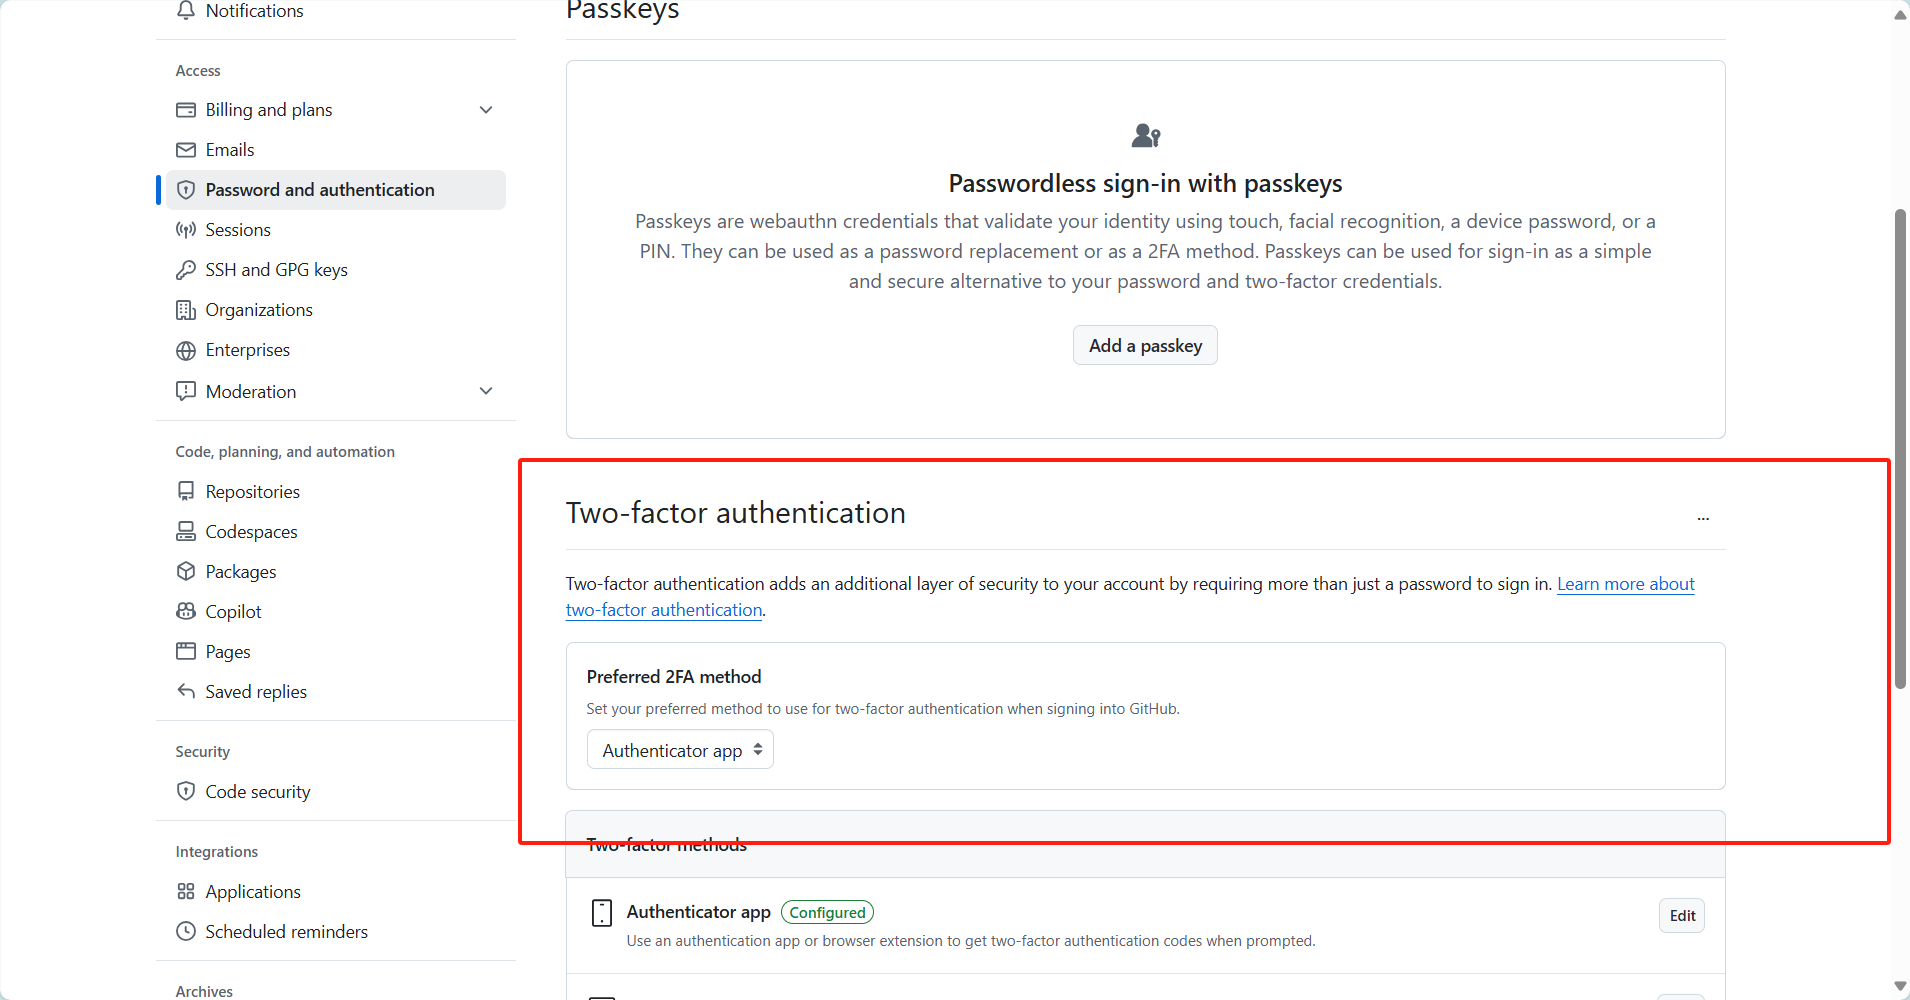 Notifications
Access
Billing and plans
Emails
Password and authentication
Sessions
SSH and GPG keys
Organizations
Enterprises
Moderation
Code, planning, and automation
Repositories
Codespaces
Packages
Copilot
Pages
Saved replies
Security
Code security
Integrations
Applications
Scheduled reminders
Archives
Passkeys
Passwordless sign-in with passkeys
Passkeys are webauthn credentials that validate your identity using touch, facial recognition, a device password, or a
PIN. They can be used as a password replacement or as a 2FA method. Passkeys can be used for sign-in as a simple
and secure alternative to your password and two-factor credentials.
Add a passkey
Two-factor authentication
...
Two-factor authentication adds an additional layer of security to your account by requiring more than just a password to sign in. Learn more about
two-factor authentication.
Preferred 2FA method
Set your preferred method to use for two-factor authentication when signing into GitHub.
Authenticator app
Two-factor methods
Authenticator app Configured
Edit
Use an authentication app or browser extension to get two-factor authentication codes when prompted.